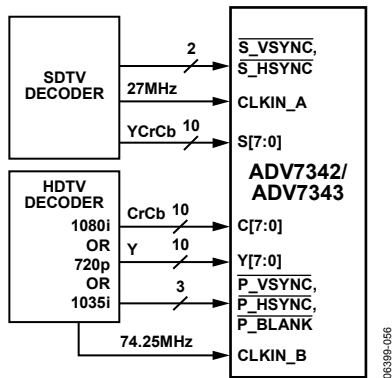 SDTV
DECODER
2
S_VSYNC,
S_HSYNC
27MHz
CLKIN_A
YCrCb
10
S[7:0]
ADV7342/
ADV7343
HDTV
DECODER
1080i
OR
720p
OR
1035i
CrCb
10
C[7:0]
Y
10
Y[7:0]
3
P_VSYNC,
P_HSYNC,
P_BLANK
74.25MHz
CLKIN_B
06399-056